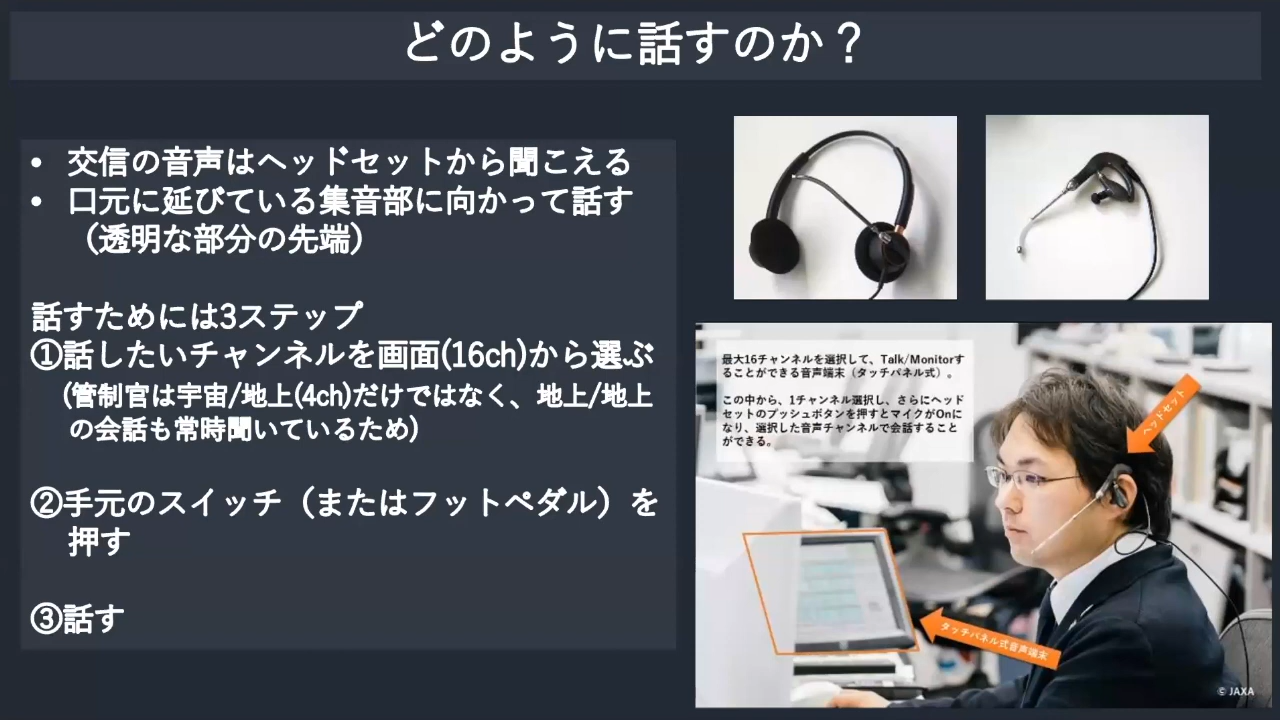 どのように話すのか？
• 交信の音声はヘッドセットから聞こえる
• 口元に延びている集音部に向かって話す
（透明な部分の先端）
話すためには3ステップ
①話したいチャンネルを画面(16ch)から選ぶ
(管制官は宇宙/地上(4ch)だけではなく、地上/地上
の会話も常時聞いているため)
②手元のスイッチ（またはフットペダル）を
押す
③話す
最大16チャンネルを選択して、Talk/Monitorす
ることができる音声端末（タッチパネル式）。
この中から、1チャンネル選択し、さらにヘッド
セットのプッシュボタンを押すとマイクがOnに
なり、選択した音声チャンネルで会話すること
ができる。
ヘッドセット
タッチパネル式音声端末
© JAXA